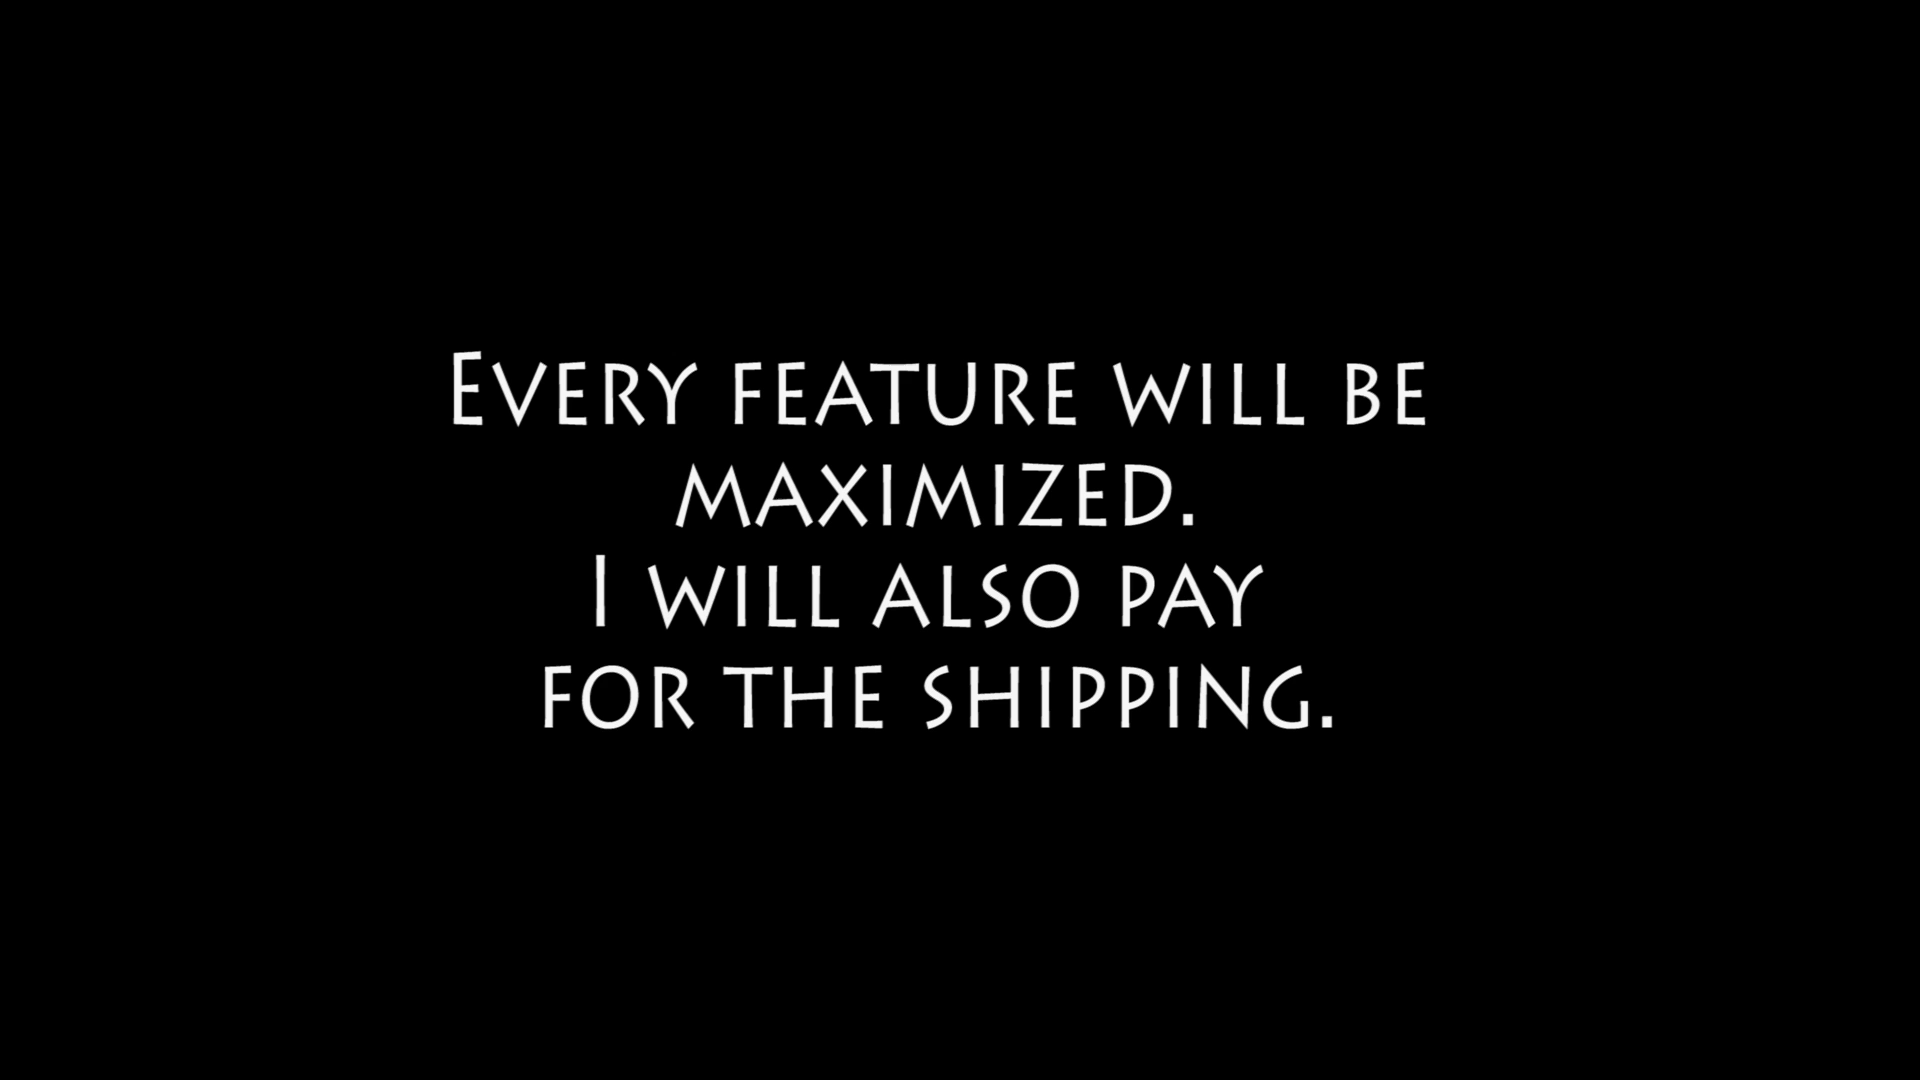 Every feature will be
maximized.
I will also pay
for the shipping.